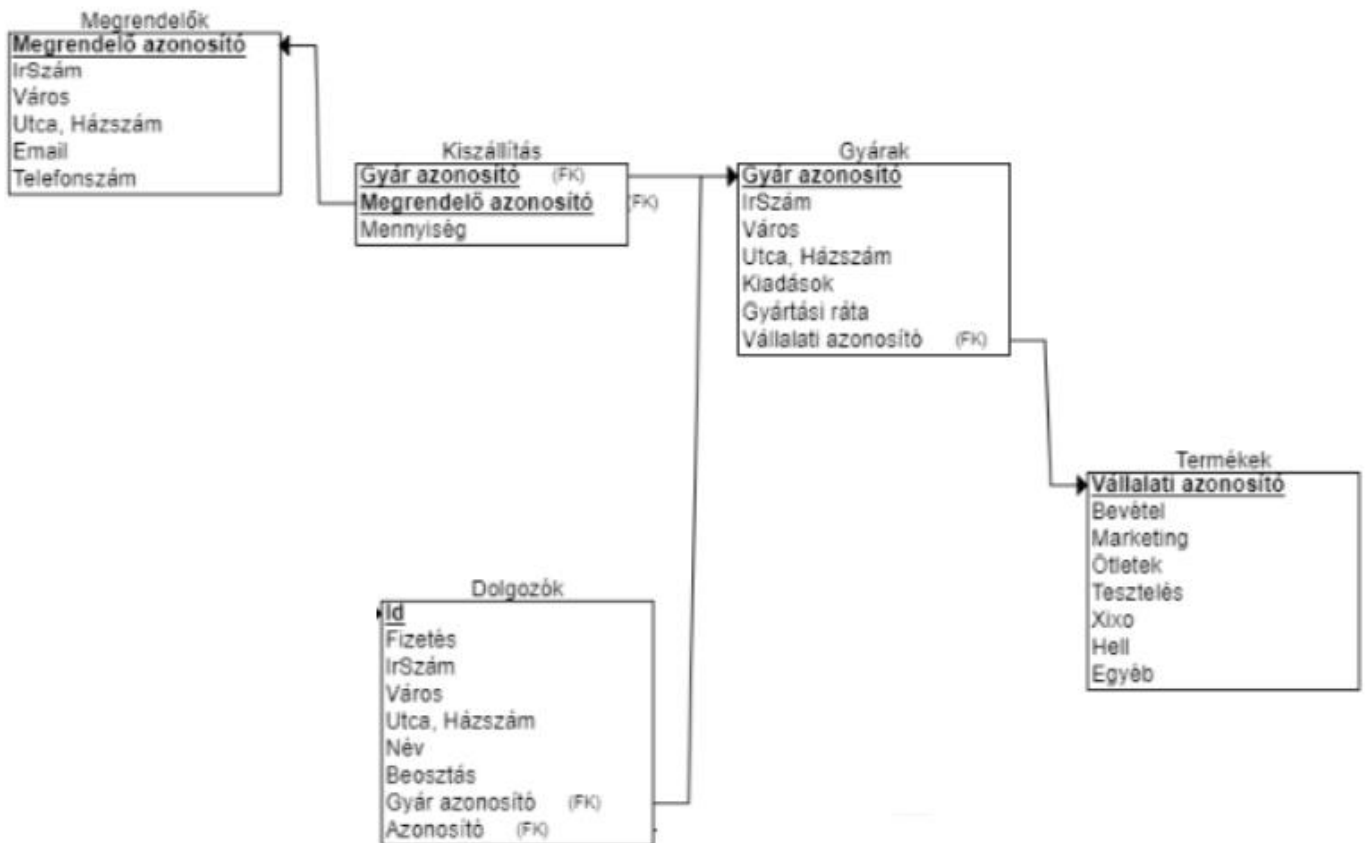 Megrendelők
Megrendelő azonosító
IrSzám
Város
Utca, Házszám
Email
Telefonszám
Kiszállítás
Gyár azonosító (FK)
Megrendelő azonosító (FK)
Mennyiség
Gyárak
Gyár azonosító
IrSzám
Város
Utca, Házszám
Kiadások
Gyártási ráta
Vállalati azonosító (FK)
Termékek
Vállalati azonosító
Bevétel
Marketing
Ötletek
Tesztelés
Xixo
Hell
Egyéb
Dolgozók
Id
Fizetés
IrSzám
Város
Utca, Házszám
Név
Beosztás
Gyár azonosító (FK)
Azonosító (FK)